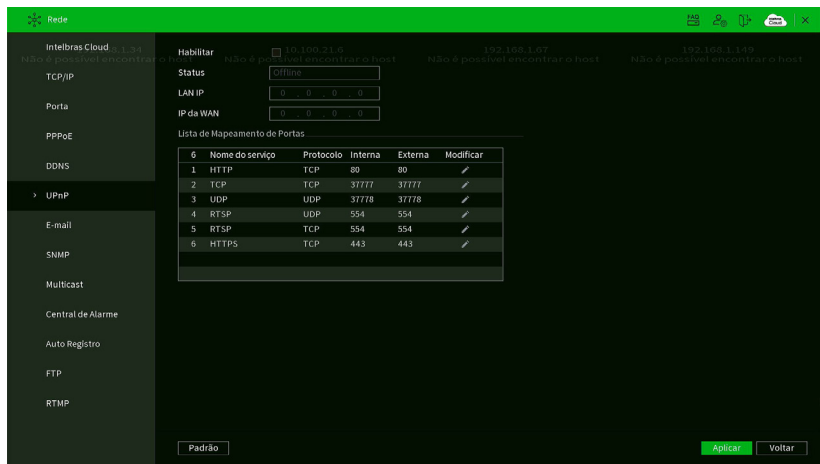 Rede
FAQ
Cloud
Intelbras Cloud
TCP/IP
Porta
PPPoE
DDNS
UPnP
E-mail
SNMP
Multicast
Central de Alarme
Auto Registro
FTP
RTMP
10.100.21.6 192.168.1.67 192.168.1.149
Não é possível encontrar o host Não é possível encontrar o host Não é possível encontrar o host Não é possível encontrar o host
Habilitar
Status Offline
LAN IP 0 . 0 . 0 . 0
IP da WAN 0 . 0 . 0 . 0
Lista de Mapeamento de Portas
6 Nome do serviço Protocolo Interna Externa Modificar
1 HTTP TCP 80 80
2 TCP TCP 37777 37777
3 UDP UDP 37778 37778
4 RTSP UDP 554 554
5 RTSP TCP 554 554
6 HTTPS TCP 443 443
Padrão Aplicar Voltar